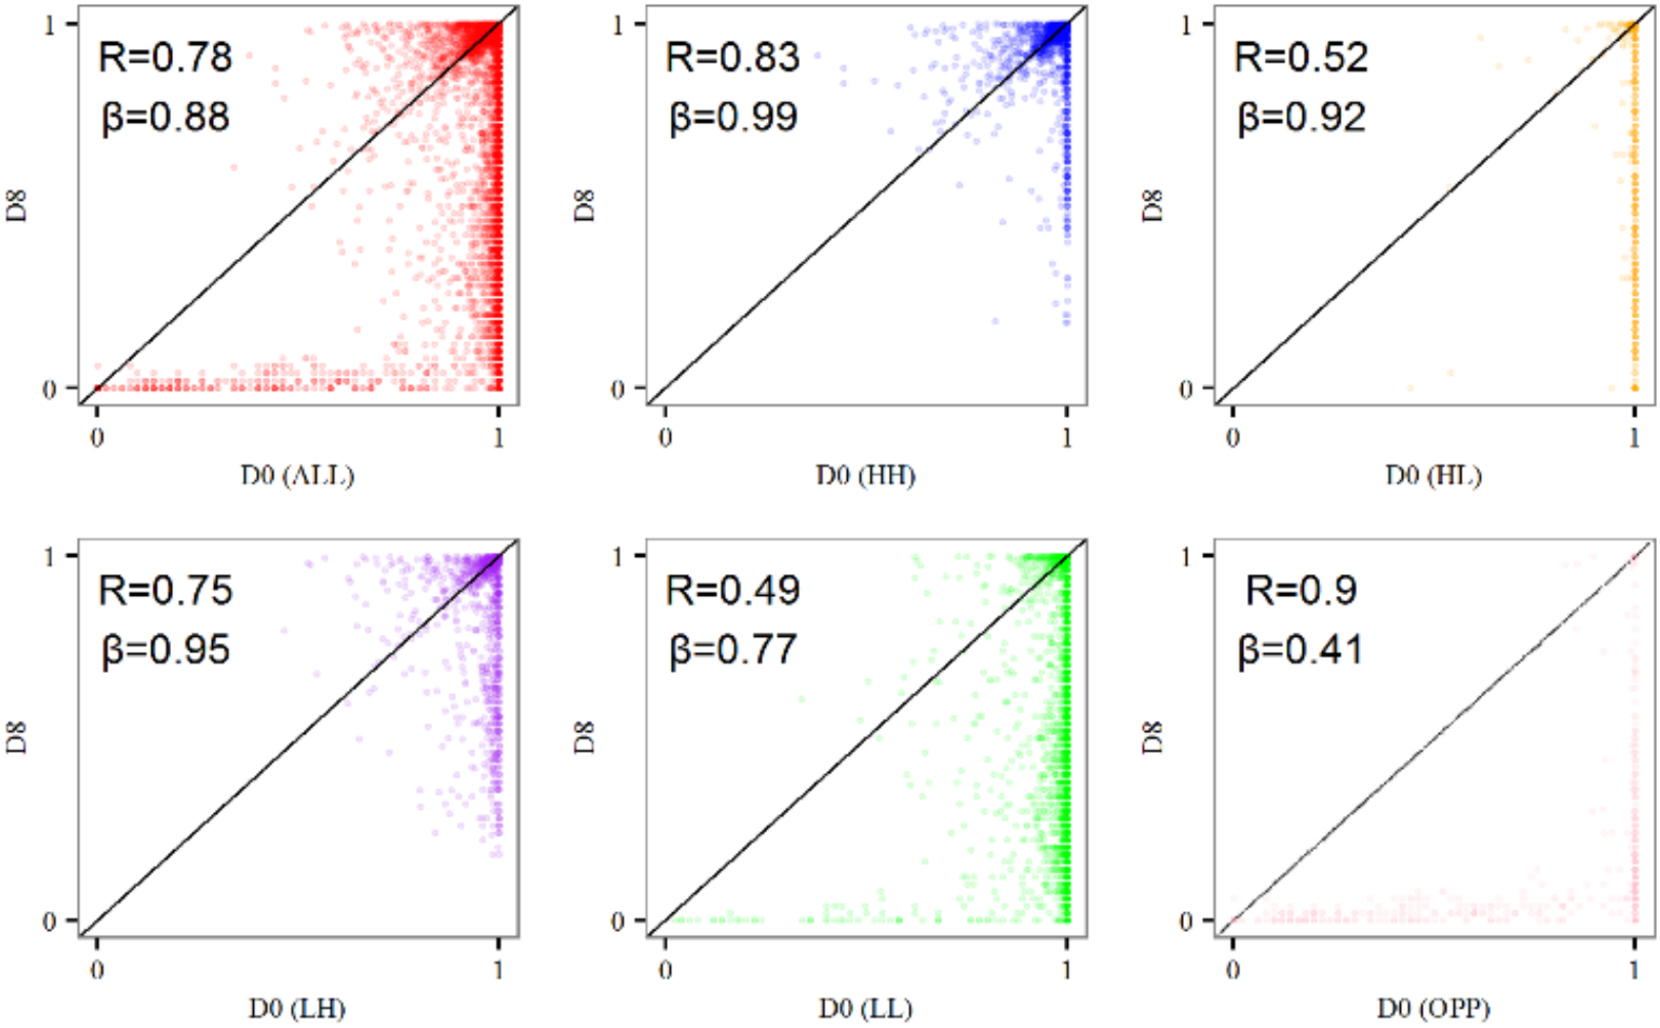 1
R=0.78
β=0.88
D8
0
0
1
D0 (ALL)
1
R=0.83
β=0.99
D8
0
0
1
D0 (HH)
1
R=0.52
β=0.92
D8
0
0
1
D0 (HL)
1
R=0.75
β=0.95
D8
0
0
1
D0 (LH)
1
R=0.49
β=0.77
D8
0
0
1
D0 (LL)
1
R=0.9
β=0.41
D8
0
0
1
D0 (OPP)